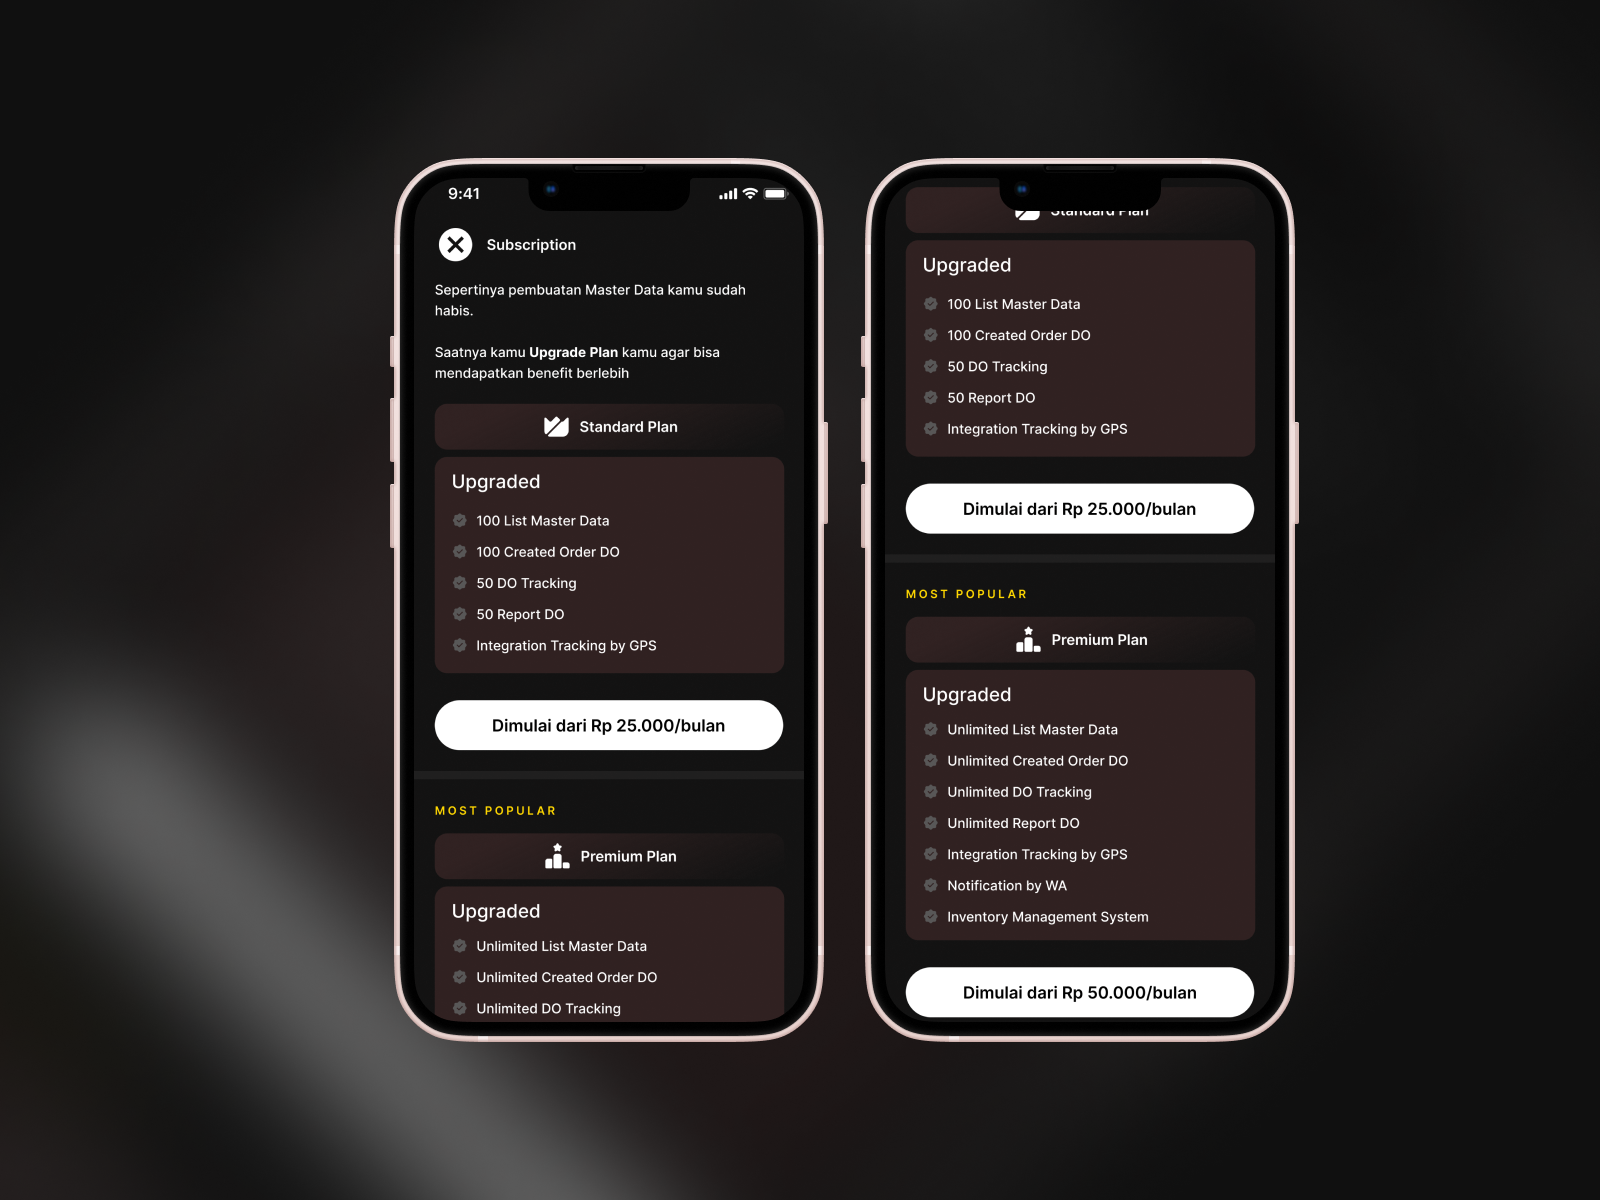 9:41
Subscription
Sepertinya pembuatan Master Data kamu sudah
habis.
Saatnya kamu Upgrade Plan kamu agar bisa
mendapatkan benefit berlebih
Standard Plan
Upgraded
100 List Master Data
100 Created Order DO
50 DO Tracking
50 Report DO
Integration Tracking by GPS
Dimulai dari Rp 25.000/bulan
MOST POPULAR
Premium Plan
Upgraded
Unlimited List Master Data
Unlimited Created Order DO
Unlimited DO Tracking
Standard Plan
Upgraded
100 List Master Data
100 Created Order DO
50 DO Tracking
50 Report DO
Integration Tracking by GPS
Dimulai dari Rp 25.000/bulan
MOST POPULAR
Premium Plan
Upgraded
Unlimited List Master Data
Unlimited Created Order DO
Unlimited DO Tracking
Unlimited Report DO
Integration Tracking by GPS
Notification by WA
Inventory Management System
Dimulai dari Rp 50.000/bulan